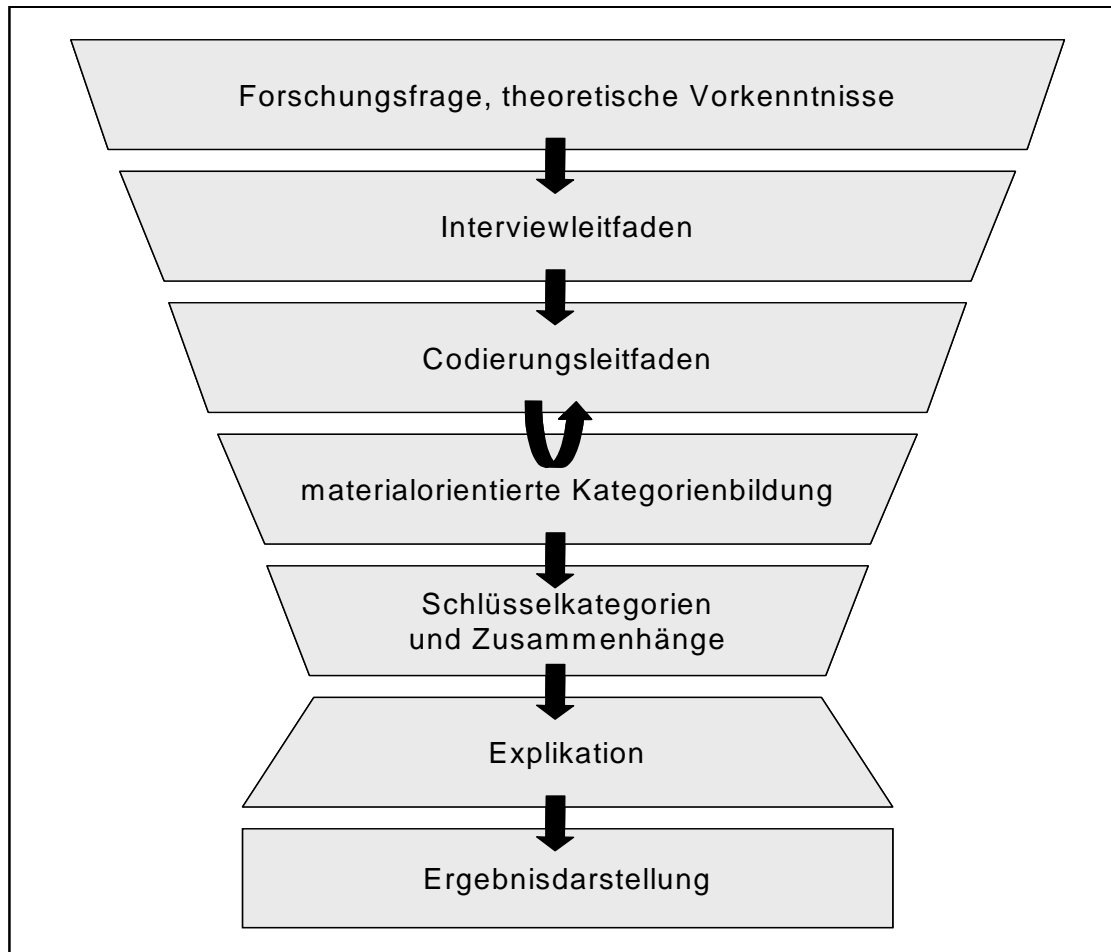 Forschungsfrage, theoretische Vorkenntnisse
Interviewleitfaden
Codierungsleitfaden
materialorientierte Kategorienbildung
Schlüsselkategorien
und Zusammenhänge
Explikation
Ergebnisdarstellung